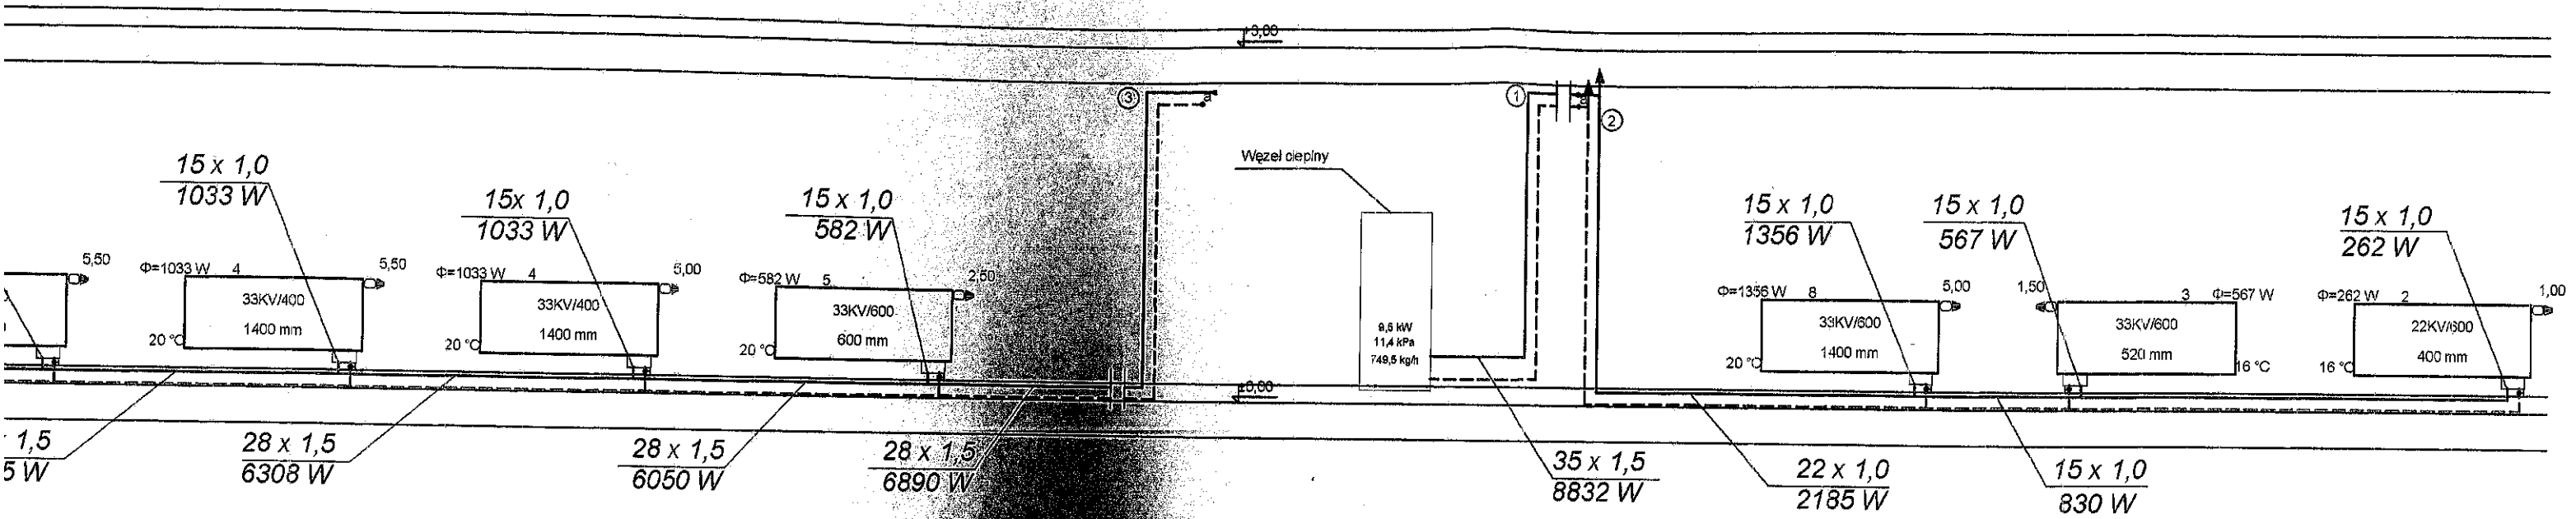 +3,00
3
a
1
a
2
Węzeł cieplny
15 x 1,0
1033 W
15x 1,0
1033 W
15 x 1,0
582 W
15 x 1,0
1356 W
15 x 1,0
567 W
15 x 1,0
262 W
5,50
Φ=1033 W 4
5,50
33KV/400
1400 mm
20 °C
Φ=1033 W 4
5,00
33KV/400
1400 mm
20 °C
Φ=582 W 5
2,50
33KV/600
600 mm
20 °C
9,6 kW
11,4 kPa
749,5 kg/h
Φ=1356 W 8
5,00
33KV/600
1400 mm
20 °C
1,50
3 Φ=567 W
33KV/600
520 mm
16 °C
Φ=262 W 2
1,00
22KV/600
400 mm
16 °C
±0,00
1,5
5 W
28 x 1,5
6308 W
28 x 1,5
6050 W
28 x 1,5
6890 W
35 x 1,5
8832 W
22 x 1,0
2185 W
15 x 1,0
830 W